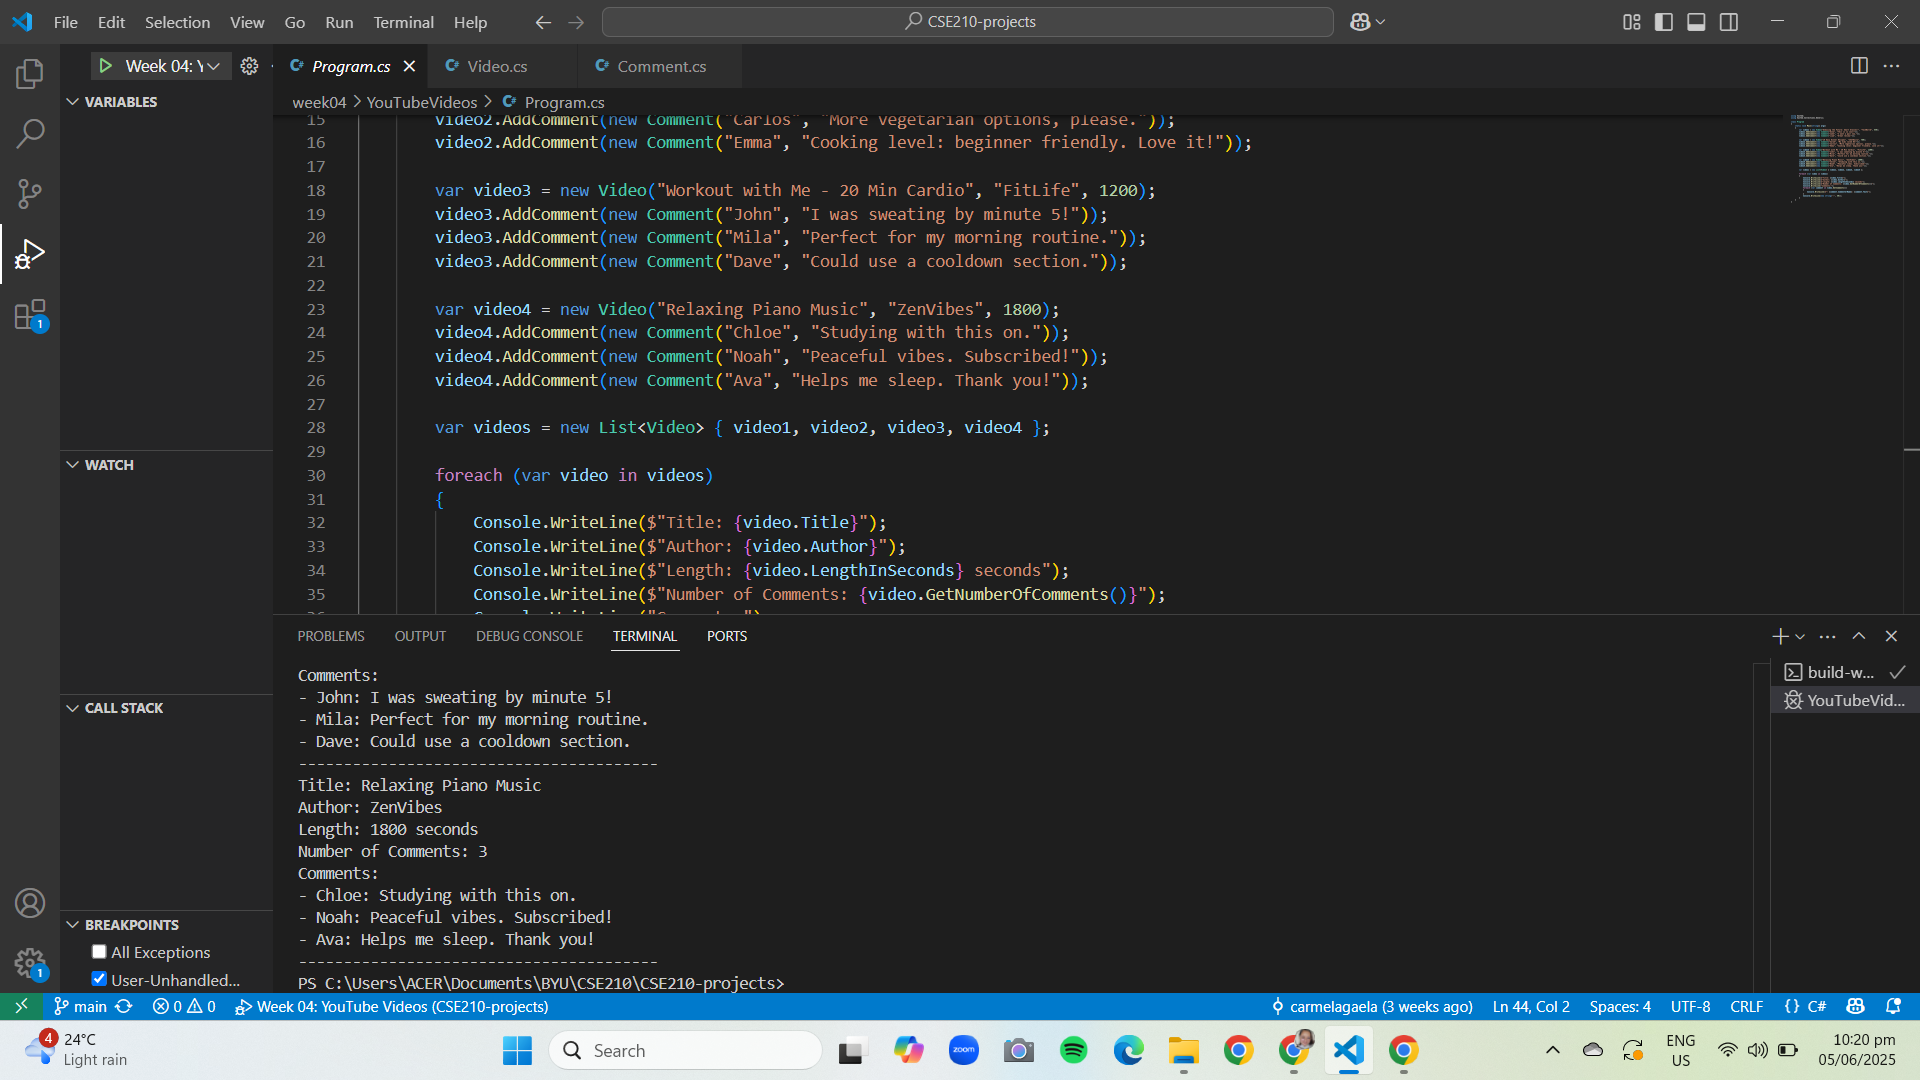 File Edit Selection View Go Run Terminal Help
CSE210-projects
Week 04: Y
Program.cs
Video.cs
Comment.cs
week04 > YouTubeVideos > Program.cs
VARIABLES
WATCH
CALL STACK
BREAKPOINTS
All Exceptions
User-Unhandled...
15 video2.AddComment(new Comment("Carlos", "More vegetarian options, please."));
16 video2.AddComment(new Comment("Emma", "Cooking level: beginner friendly. Love it!"));
17
18 var video3 = new Video("Workout with Me - 20 Min Cardio", "FitLife", 1200);
19 video3.AddComment(new Comment("John", "I was sweating by minute 5!"));
20 video3.AddComment(new Comment("Mila", "Perfect for my morning routine."));
21 video3.AddComment(new Comment("Dave", "Could use a cooldown section."));
22
23 var video4 = new Video("Relaxing Piano Music", "ZenVibes", 1800);
24 video4.AddComment(new Comment("Chloe", "Studying with this on."));
25 video4.AddComment(new Comment("Noah", "Peaceful vibes. Subscribed!"));
26 video4.AddComment(new Comment("Ava", "Helps me sleep. Thank you!"));
27
28 var videos = new List<Video> { video1, video2, video3, video4 };
29
30 foreach (var video in videos)
31 {
32 Console.WriteLine($"Title: {video.Title}");
33 Console.WriteLine($"Author: {video.Author}");
34 Console.WriteLine($"Length: {video.LengthInSeconds} seconds");
35 Console.WriteLine($"Number of Comments: {video.GetNumberOfComments()}");
PROBLEMS OUTPUT DEBUG CONSOLE TERMINAL PORTS
build-w...
YouTubeVid...
Comments:
- John: I was sweating by minute 5!
- Mila: Perfect for my morning routine.
- Dave: Could use a cooldown section.
----------------------------------------
Title: Relaxing Piano Music
Author: ZenVibes
Length: 1800 seconds
Number of Comments: 3
Comments:
- Chloe: Studying with this on.
- Noah: Peaceful vibes. Subscribed!
- Ava: Helps me sleep. Thank you!
----------------------------------------
PS C:\Users\ACER\Documents\BYU\CSE210\CSE210-projects>
1
1
main 0 0 Week 04: YouTube Videos (CSE210-projects)
carmelagaela (3 weeks ago) Ln 44, Col 2 Spaces: 4 UTF-8 CRLF {} C#
4
24°C
Light rain
Search
zoom
ENG
US
10:20 pm
05/06/2025